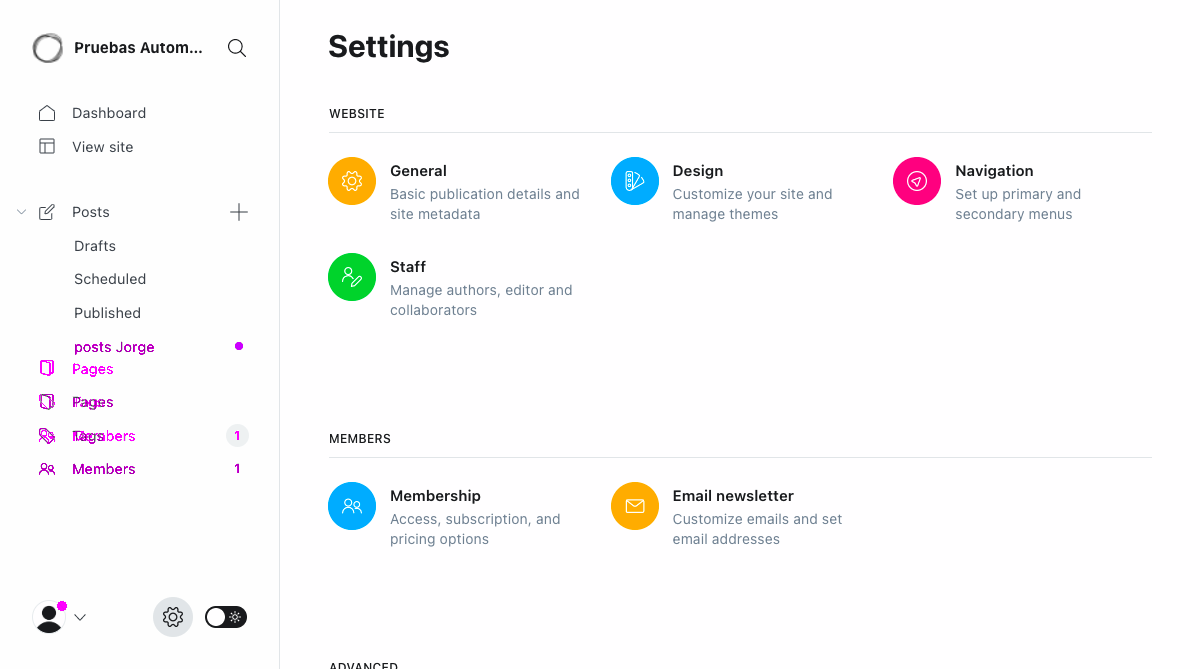 Pruebas Autom...
Dashboard
View site
Posts
Drafts
Scheduled
Published
posts Jorge
Pages
Pages
Tags
Members
1
Members
1
Settings
WEBSITE
General
Basic publication details and
site metadata
Design
Customize your site and
manage themes
Navigation
Set up primary and
secondary menus
Staff
Manage authors, editor and
collaborators
MEMBERS
Membership
Access, subscription, and
pricing options
Email newsletter
Customize emails and set
email addresses
ADVANCED